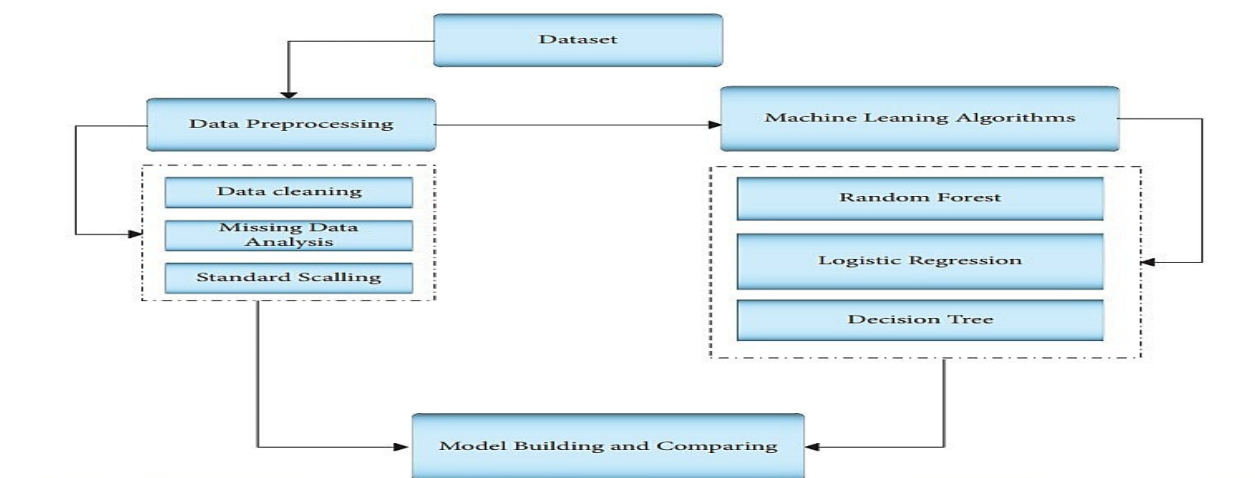 Dataset
Data Preprocessing
Machine Leaning Algorithms
Data cleaning
Missing Data
Analysis
Standard Scalling
Random Forest
Logistic Regression
Decision Tree
Model Building and Comparing